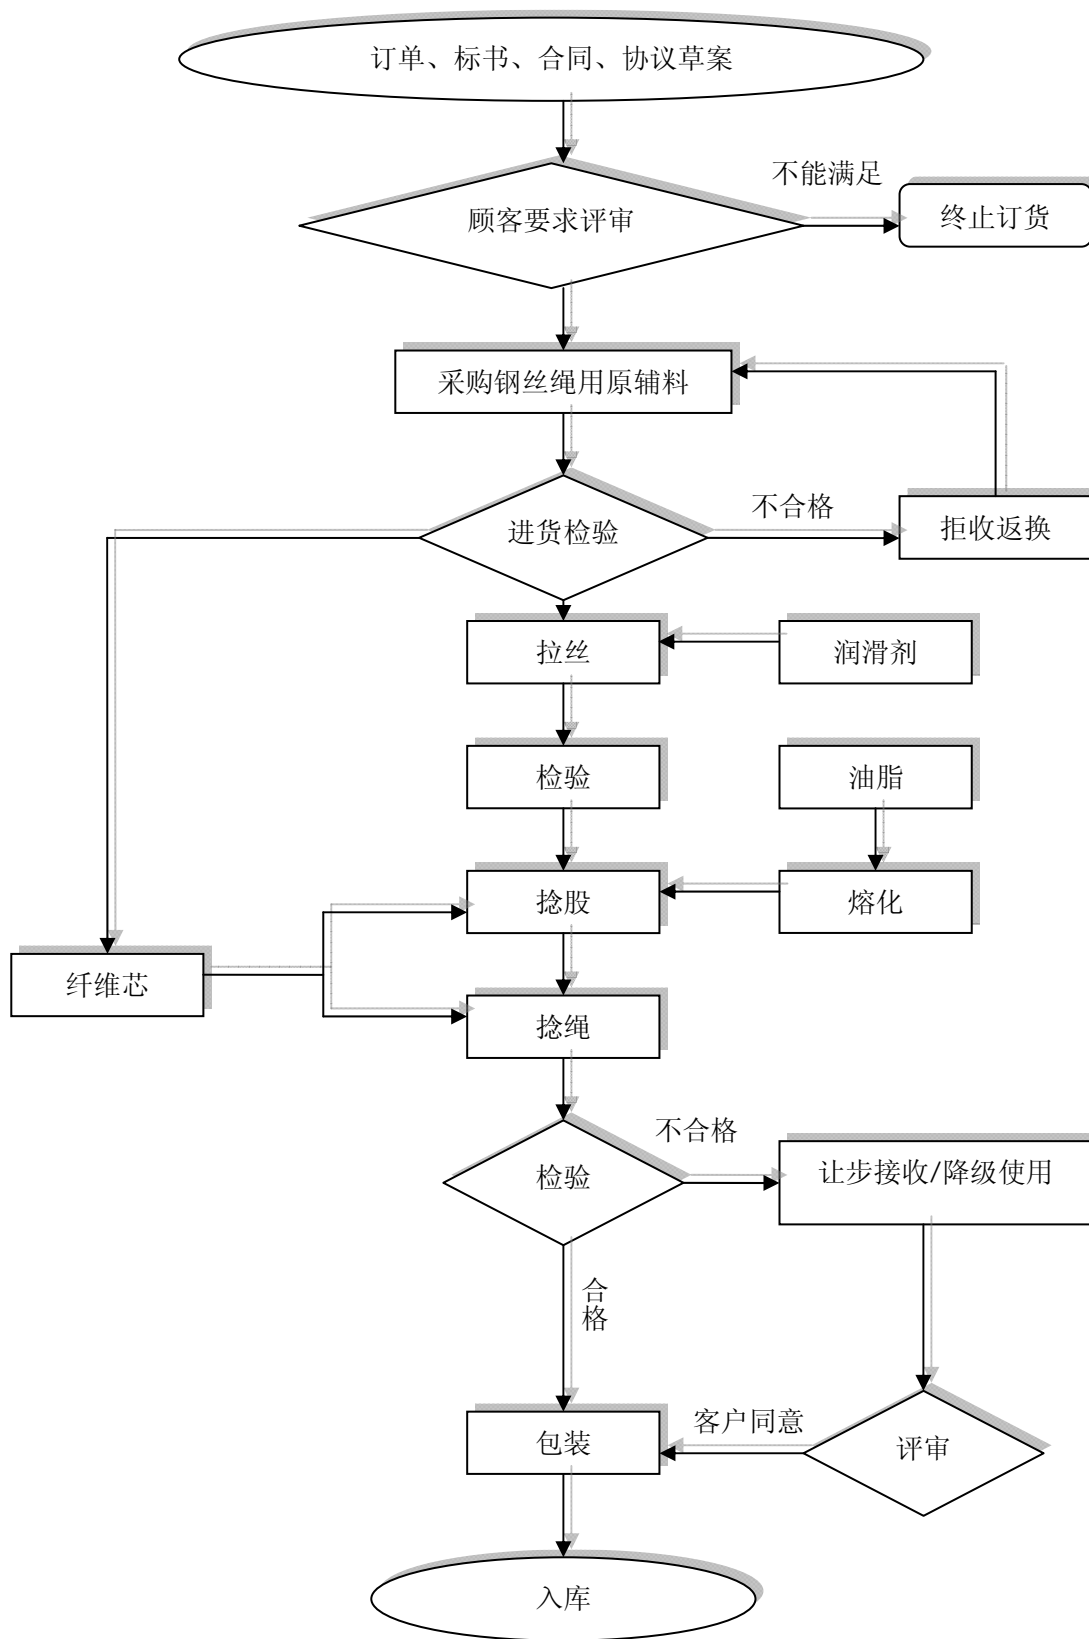 订单、标书、合同、协议草案
不能满足
顾客要求评审
终止订货
采购钢丝绳用原辅料
不合格
进货检验
拒收返换
拉丝
润滑剂
检验
油脂
捻股
熔化
纤维芯
捻绳
不合格
检验
让步接收/降级使用
合
格
客户同意
包装
评审
入库